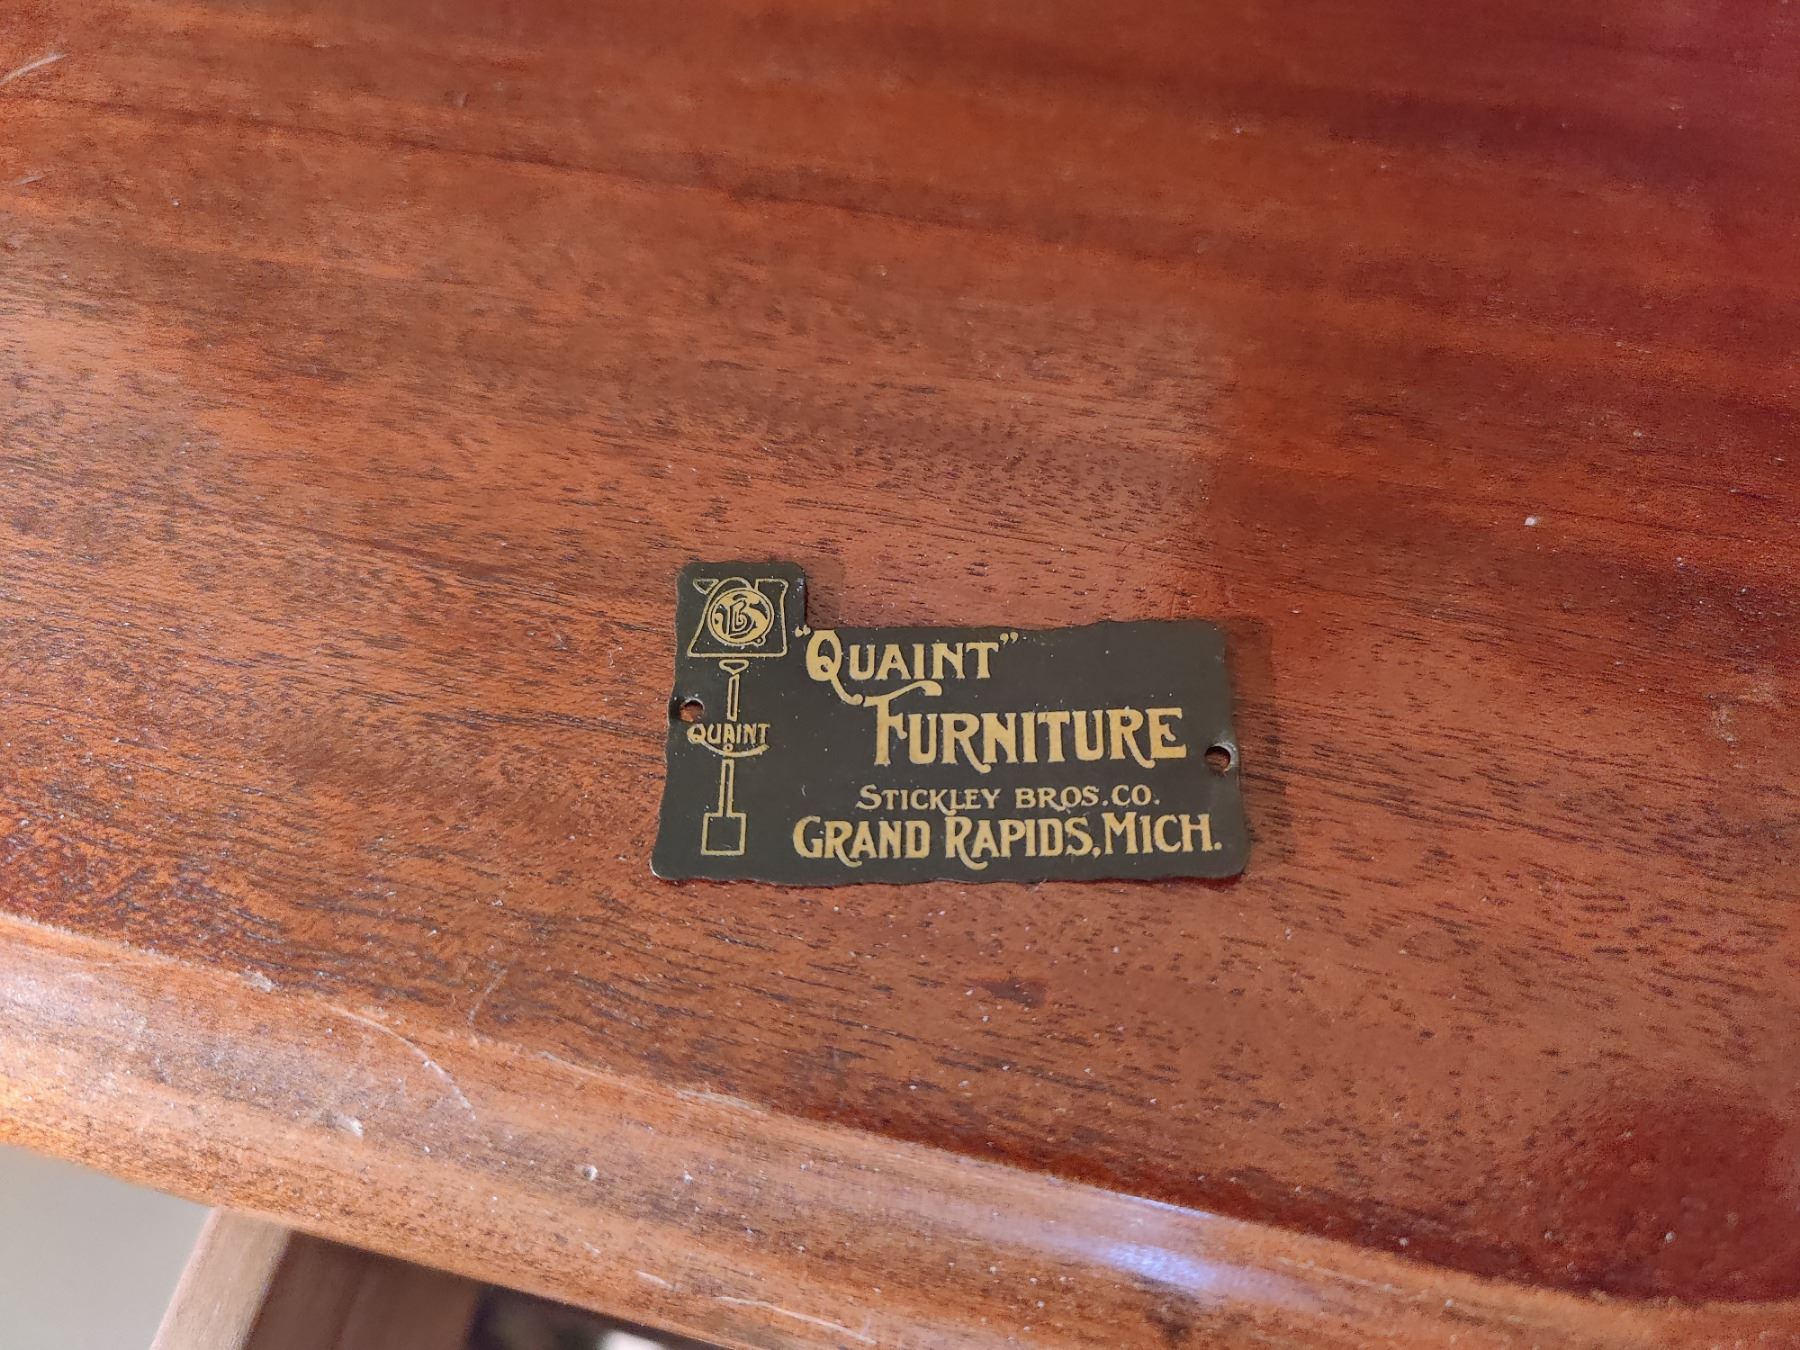 "QUAINT"
FURNITURE
STICKLEY BROS. CO.
GRAND RAPIDS, MICH.
QUAINT